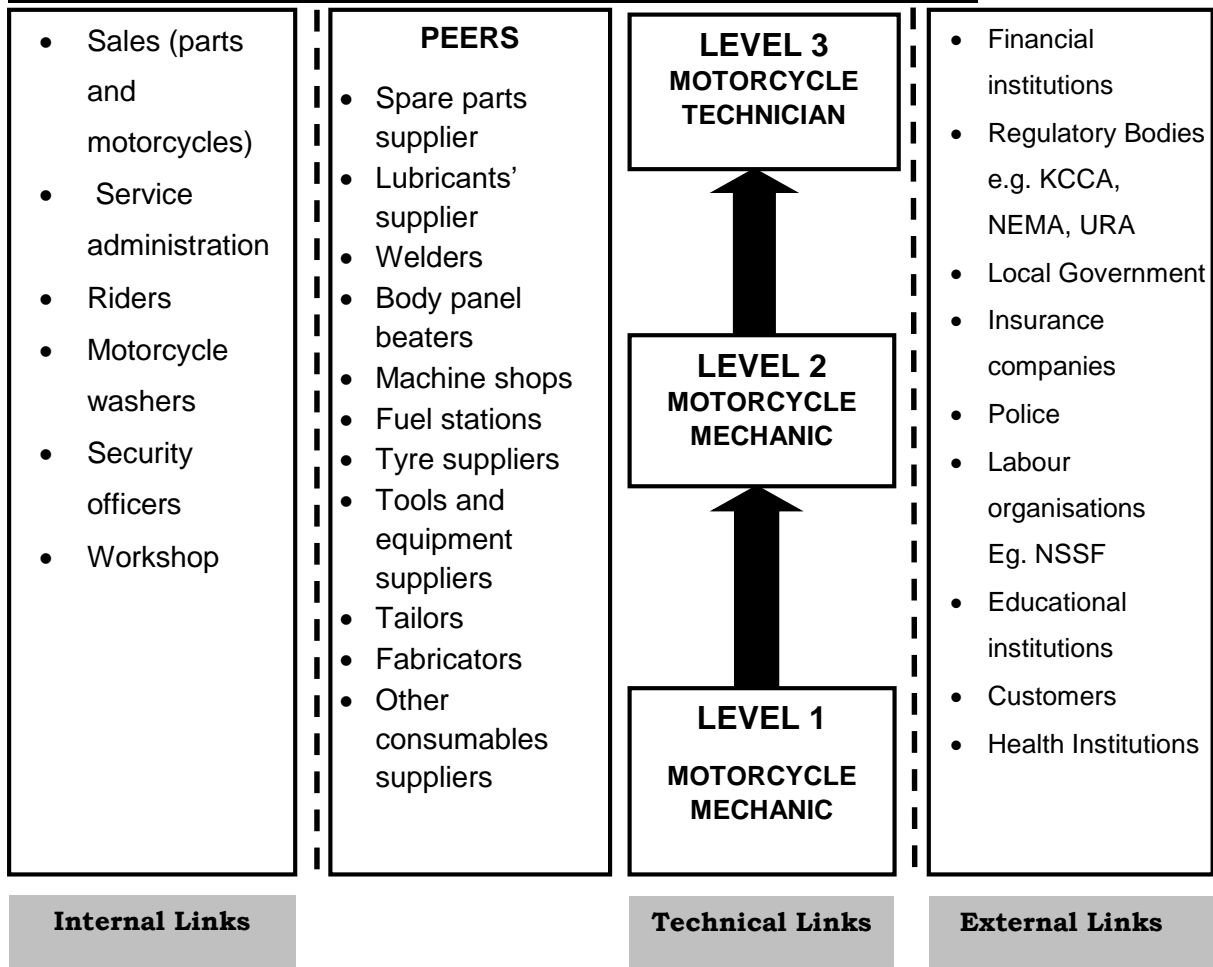 • Sales (parts
and
motorcycles)
• Service
administration
• Riders
• Motorcycle
washers
• Security
officers
• Workshop
PEERS
• Spare parts
supplier
• Lubricants’
supplier
• Welders
• Body panel
beaters
• Machine shops
• Fuel stations
• Tyre suppliers
• Tools and
equipment
suppliers
• Tailors
• Fabricators
• Other
consumables
suppliers
LEVEL 3
MOTORCYCLE
TECHNICIAN
LEVEL 2
MOTORCYCLE
MECHANIC
LEVEL 1
MOTORCYCLE
MECHANIC
• Financial
institutions
• Regulatory Bodies
e.g. KCCA,
NEMA, URA
• Local Government
• Insurance
companies
• Police
• Labour
organisations
Eg. NSSF
• Educational
institutions
• Customers
• Health Institutions
Internal Links
Technical Links
External Links